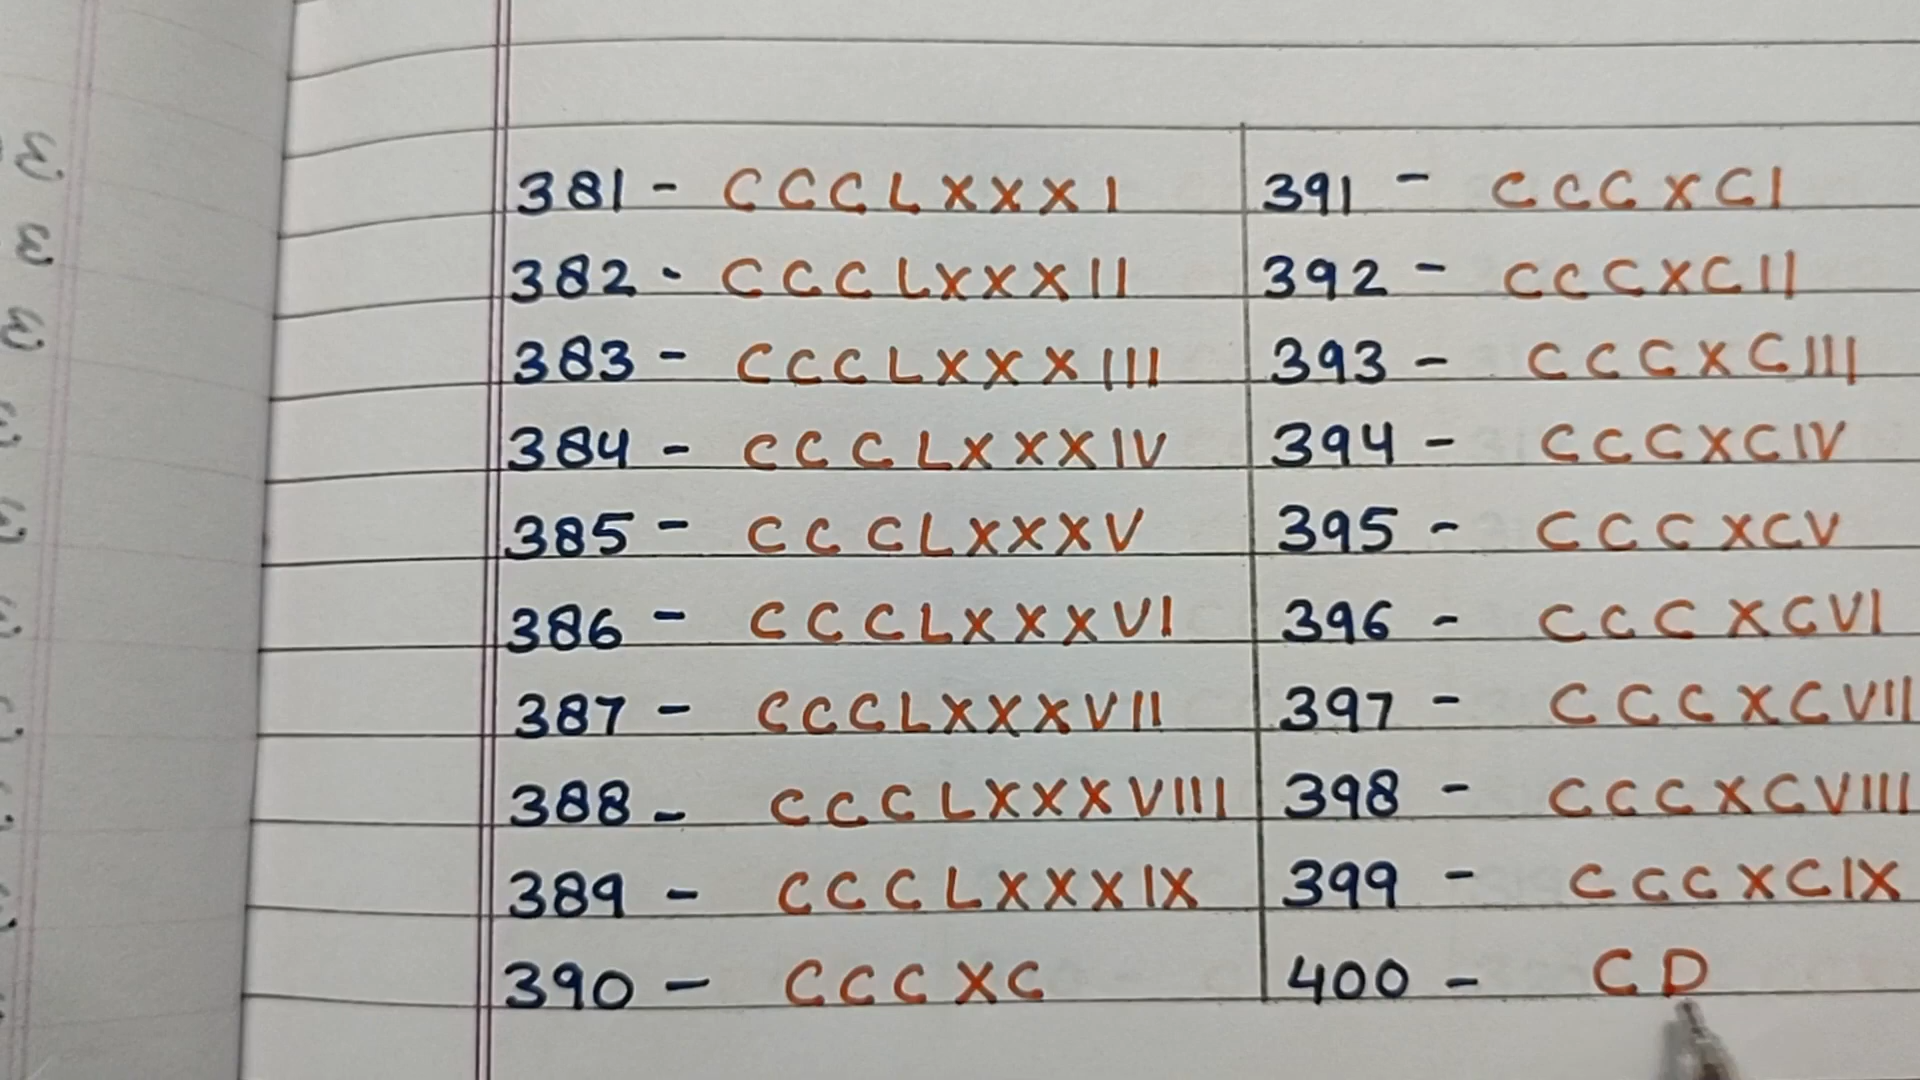 381 - CCCLXXXI
382 - CCCLXXXII
383 - CCCLXXXIII
384 - CCCLXXXIV
385 - CCCLXXXV
386 - CCCLXXXVI
387 - CCCLXXXVII
388 - CCCLXXXVIII
389 - CCCLXXXIX
390 - CCCXC
391 - CCCXCI
392 - CCCXCII
393 - CCCXCIII
394 - CCCXCIV
395 - CCCXCV
396 - CCCXCVI
397 - CCCXCVII
398 - CCCXCVIII
399 - CCCXCIX
400 - CD